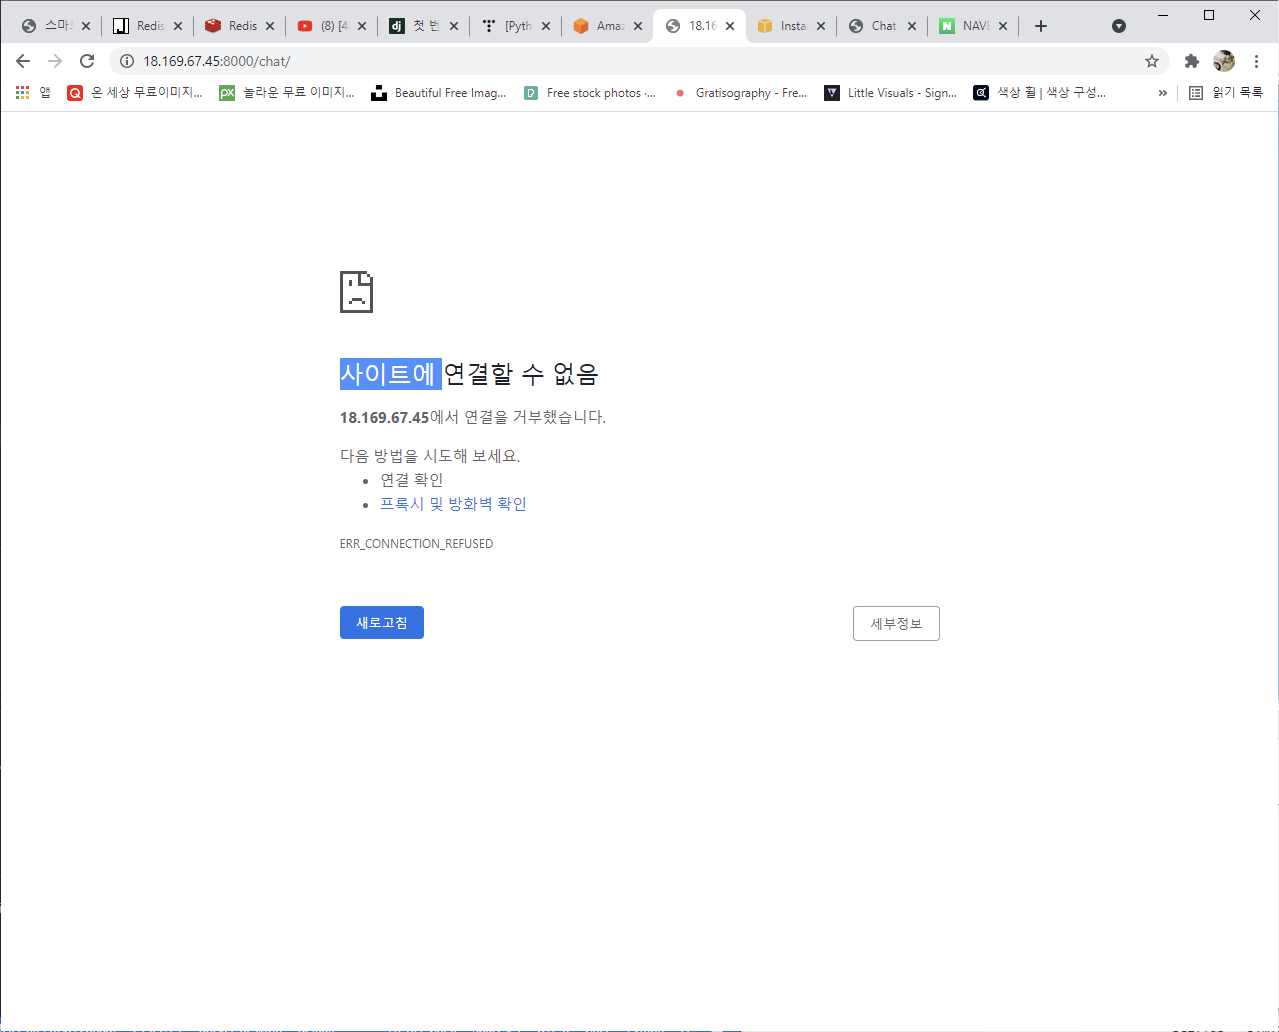 스마
Redis
Redis
(8) [4
첫 번
[Pyth
Amaz
18.16
Insta
Chat
NAVE
18.169.67.45:8000/chat/
앱
온 세상 무료이미지...
놀라운 무료 이미지...
Beautiful Free Imag...
Free stock photos ·...
Gratisography - Fre...
Little Visuals - Sign...
색상 휠 | 색상 구성...
»
읽기 목록
사이트에 연결할 수 없음
18.169.67.45에서 연결을 거부했습니다.
다음 방법을 시도해 보세요.
• 연결 확인
• 프록시 및 방화벽 확인
ERR_CONNECTION_REFUSED
새로고침
세부정보